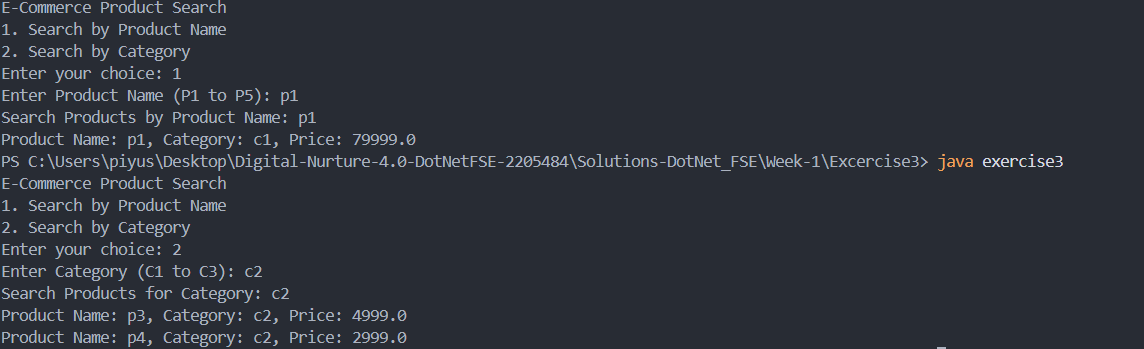 E-Commerce Product Search
1. Search by Product Name
2. Search by Category
Enter your choice: 1
Enter Product Name (P1 to P5): p1
Search Products by Product Name: p1
Product Name: p1, Category: c1, Price: 79999.0
PS C:\Users\piyus\Desktop\Digital-Nurture-4.0-DotNetFSE-2205484\Solutions-DotNet_FSE\Week-1\Excercise3> java exercise3
E-Commerce Product Search
1. Search by Product Name
2. Search by Category
Enter your choice: 2
Enter Category (C1 to C3): c2
Search Products for Category: c2
Product Name: p3, Category: c2, Price: 4999.0
Product Name: p4, Category: c2, Price: 2999.0